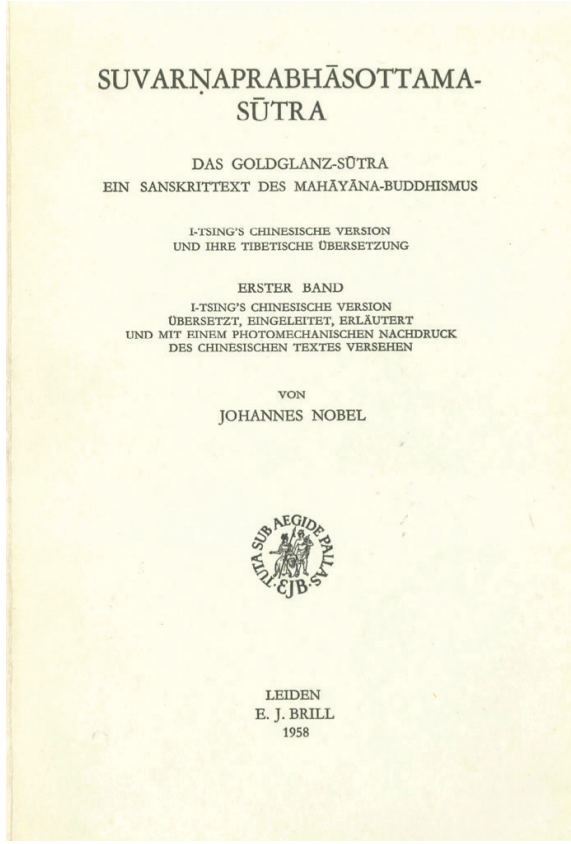 SUVARṆAPRABHĀSOTTAMA-
SŪTRA
DAS GOLDGLANZ-SŪTRA
EIN SANSKRITTEXT DES MAHĀYĀNA-BUDDHISMUS
I-TSING'S CHINESISCHE VERSION
UND IHRE TIBETISCHE ÜBERSETZUNG
ERSTER BAND
I-TSING'S CHINESISCHE VERSION
ÜBERSETZT, EINGELEITET, ERLÄUTERT
UND MIT EINEM PHOTOMECHANISCHEN NACHDRUCK
DES CHINESISCHEN TEXTES VERSEHEN
VON
JOHANNES NOBEL
TUTA SUB AEGIDE PALLAS
·EJB·
LEIDEN
E. J. BRILL
1958